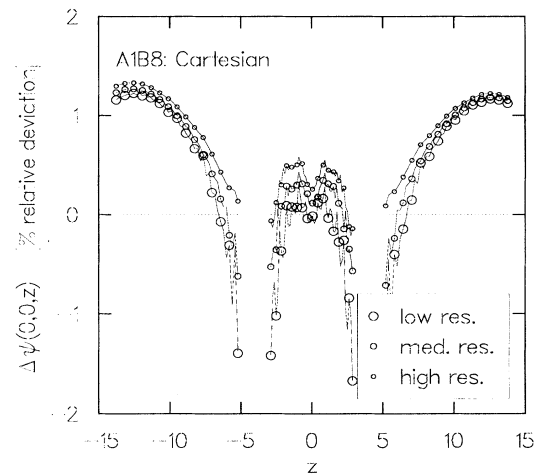 A1B8: Cartesian
Δψ(0,0,z) [% relative deviction]
2
1
0
-1
-2
low res.
med. res.
high res.
-15 -10 -5 0 5 10 15
z